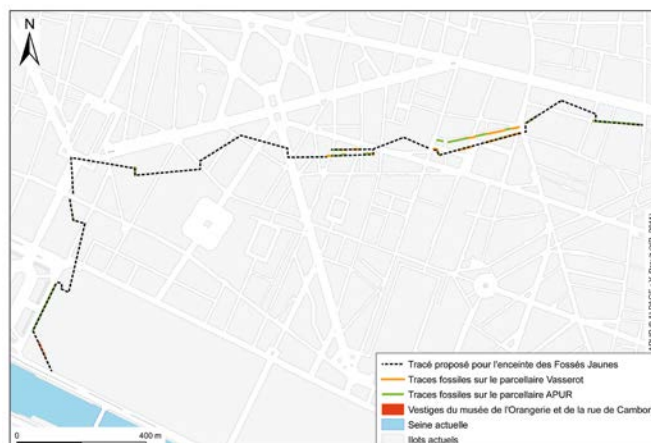 N
Tracé proposé pour l'enceinte des Fossés Jaunes
Traces fossiles sur le parcellaire Vasserot
Traces fossiles sur le parcellaire APUR
Vestiges du musée de l'Orangerie et de la rue de Cambon
Seine actuelle
Ilots actuels
0 400 m